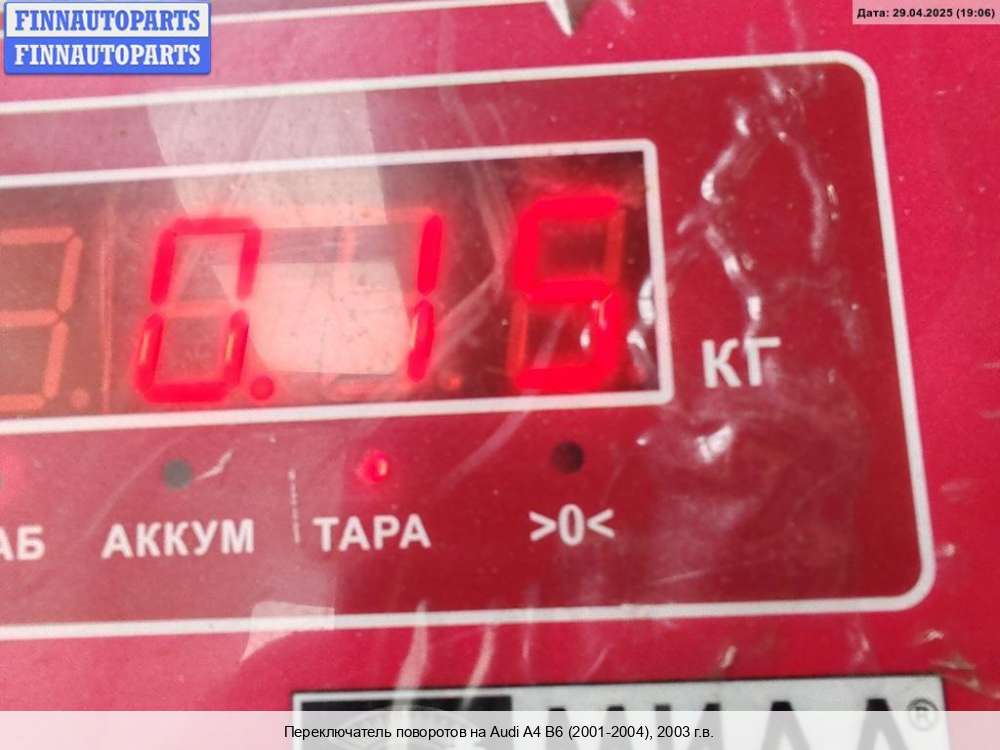 FINNAUTOPARTS
FINNAUTOPARTS
Дата: 29.04.2025 (19:06)
0.15
КГ
АБ
АККУМ
ТАРА
>0<
®
Переключатель поворотов на Audi A4 B6 (2001-2004), 2003 г.в.